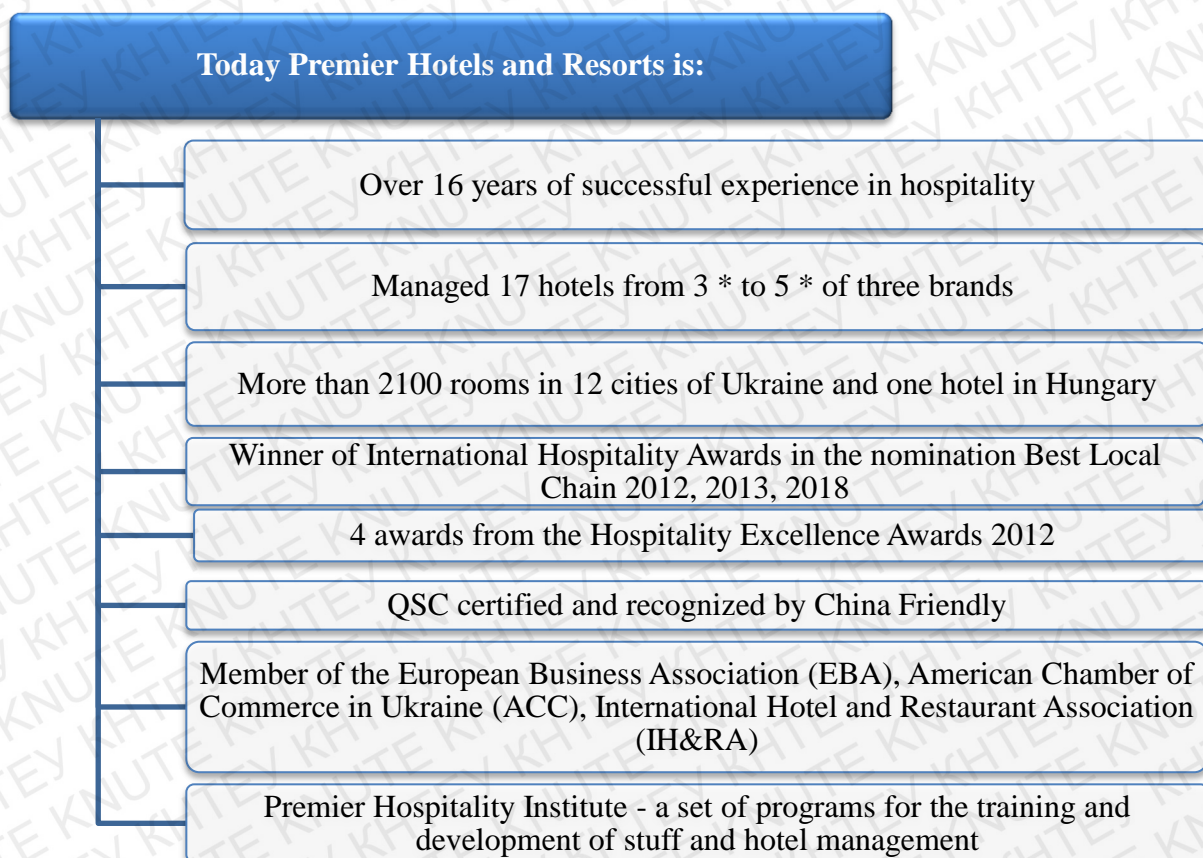 Today Premier Hotels and Resorts is:
Over 16 years of successful experience in hospitality
Managed 17 hotels from 3 * to 5 * of three brands
More than 2100 rooms in 12 cities of Ukraine and one hotel in Hungary
Winner of International Hospitality Awards in the nomination Best Local
Chain 2012, 2013, 2018
4 awards from the Hospitality Excellence Awards 2012
QSC certified and recognized by China Friendly
Member of the European Business Association (EBA), American Chamber of
Commerce in Ukraine (ACC), International Hotel and Restaurant Association
(IH&RA)
Premier Hospitality Institute - a set of programs for the training and
development of stuff and hotel management